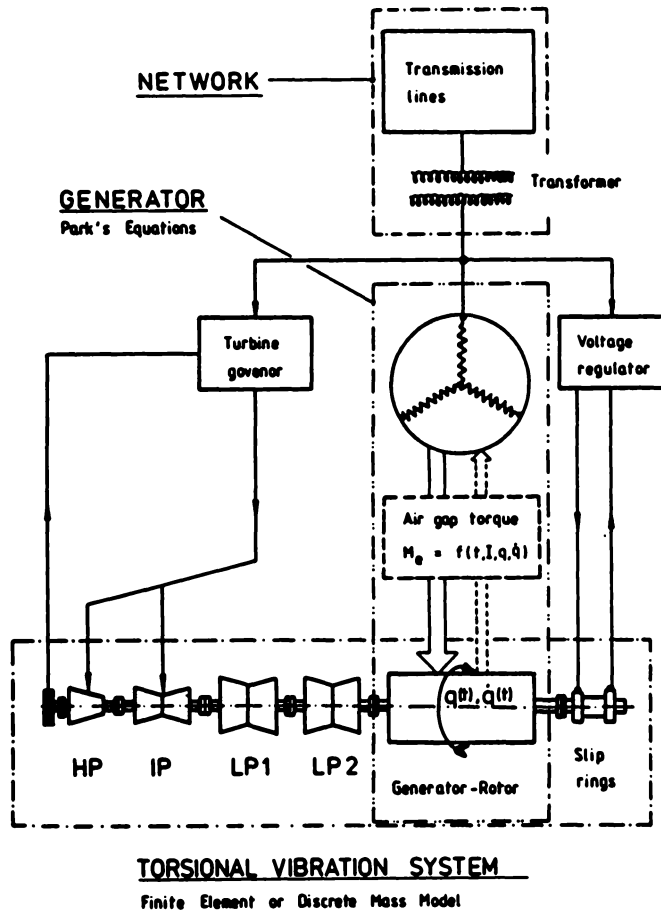 NETWORK
Transmission
lines
Transformer
GENERATOR
Park's Equations
Turbine
govenor
Voltage
regulator
Air gap torque
Me = f(t,I,q,q̇)
q(t), q̇(t)
HP
IP
LP1
LP2
Generator-Rotor
Slip
rings
TORSIONAL VIBRATION SYSTEM
Finite Element or Discrete Mass Model